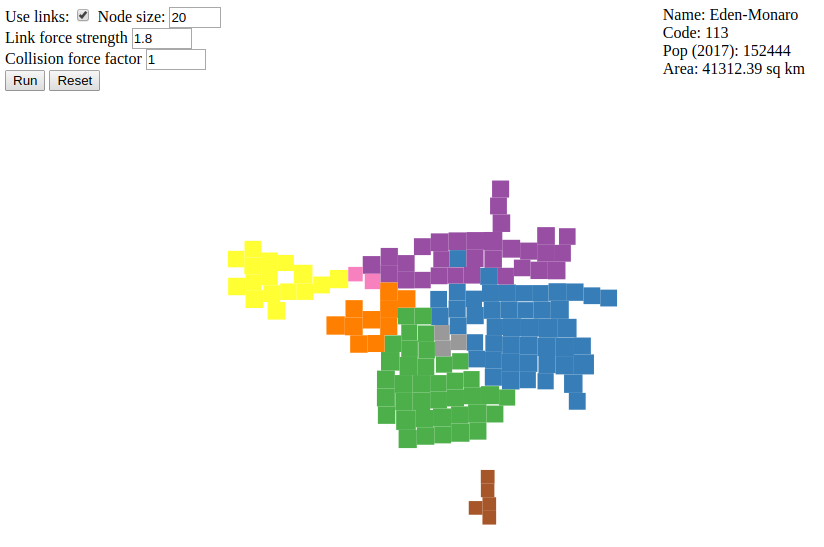 Use links: Node size: 20
Link force strength 1.8
Collision force factor 1
Run Reset
Name: Eden-Monaro
Code: 113
Pop (2017): 152444
Area: 41312.39 sq km